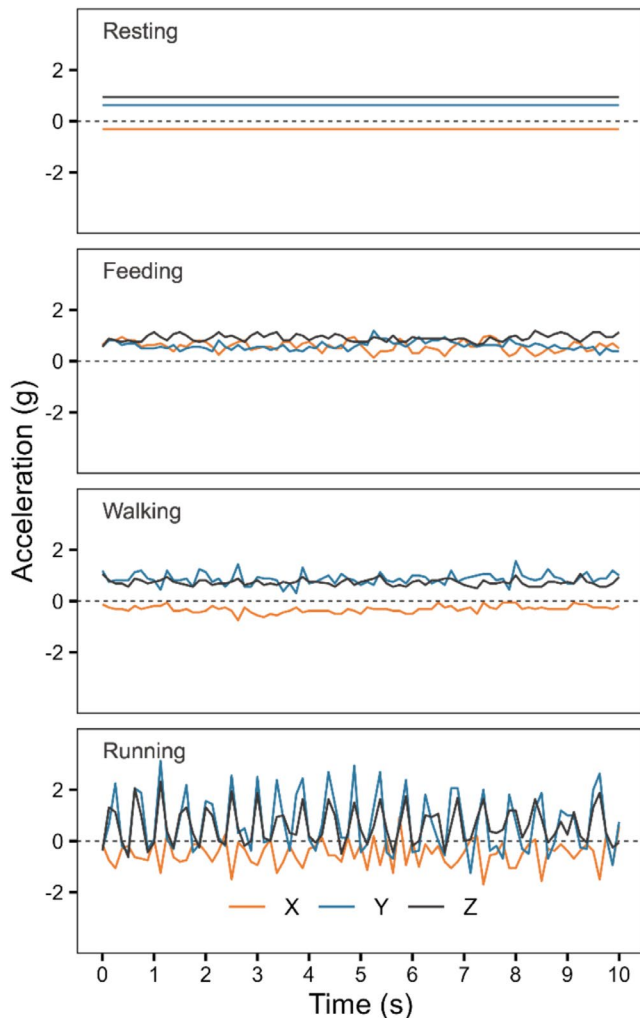 Resting
2
0
-2
Feeding
2
0
-2
Walking
2
0
-2
Running
2
0
-2
X Y Z
0 1 2 3 4 5 6 7 8 9 10
Time (s)
Acceleration (g)